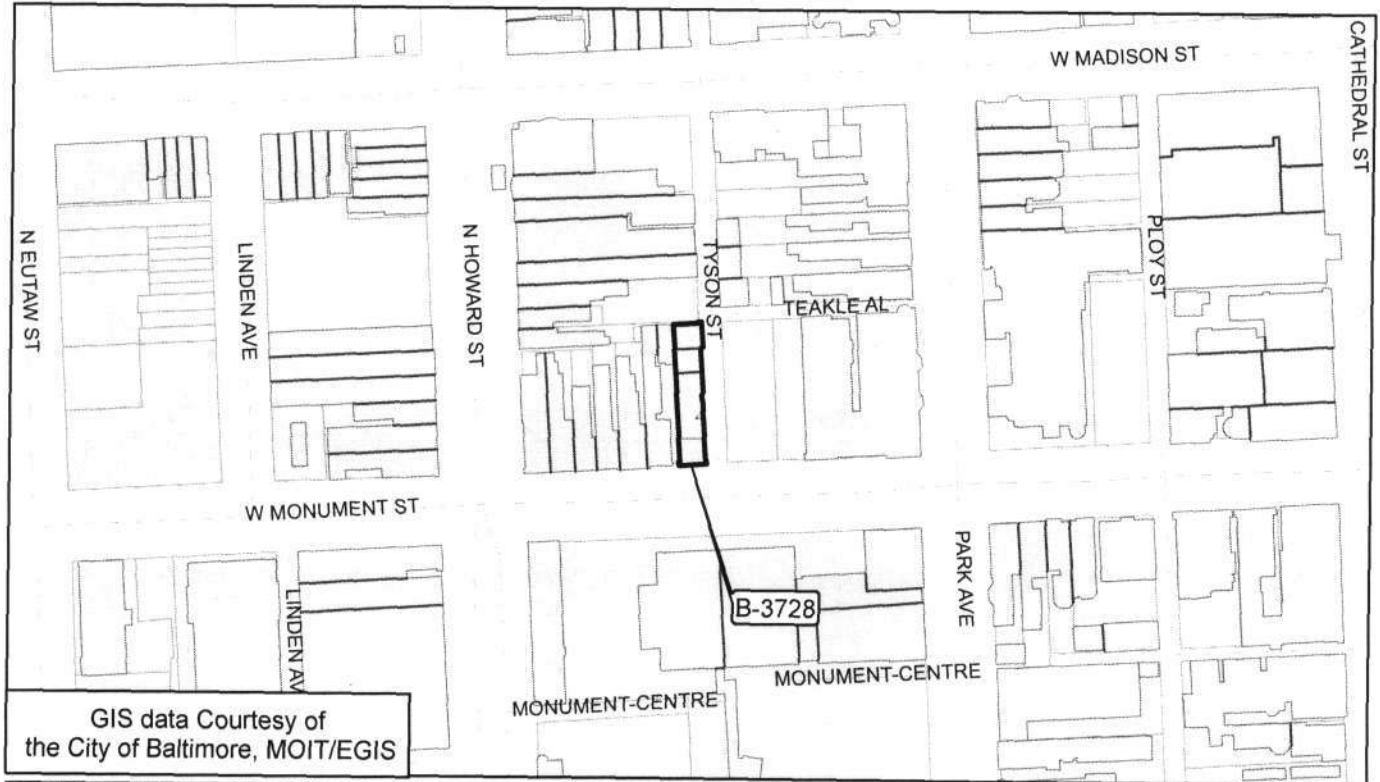 W MADISON ST
CATHEDRAL ST
N EUTAW ST
LINDEN AVE
N HOWARD ST
TYSON ST
TEAKLE AL
PLOY ST
W MONUMENT ST
PARK AVE
LINDEN AV
B-3728
MONUMENT-CENTRE
MONUMENT-CENTRE
GIS data Courtesy of
the City of Baltimore, MOIT/EGIS